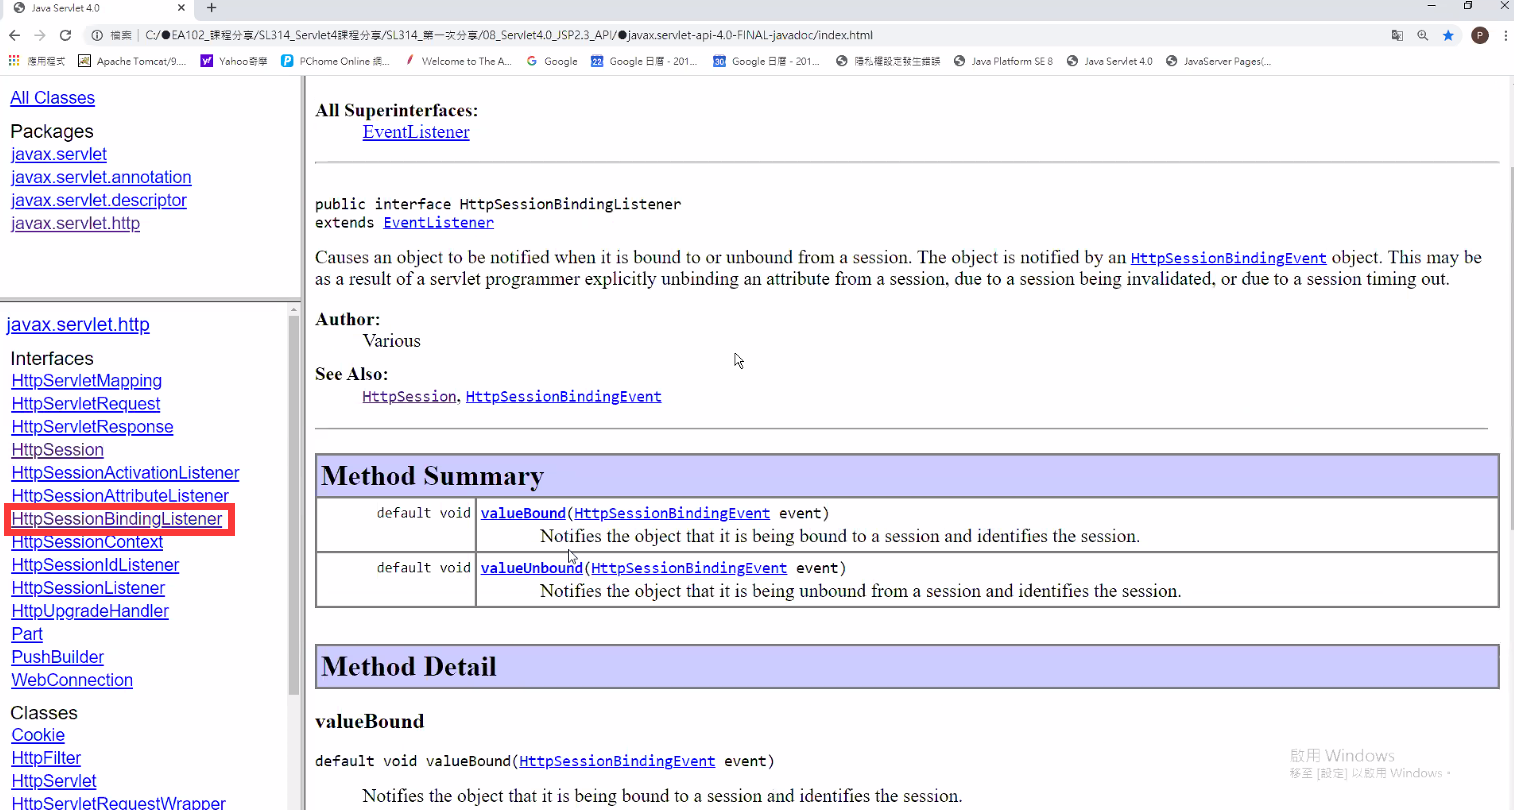 Java Servlet 4.0
檔案 C:/●EA102_課程分享/SL314_Servlet4課程分享/SL314_第一次分享/08_Servlet4.0_JSP2.3_API/●javax.servlet-api-4.0-FINAL-javadoc/index.html
P
應用程式 Apache Tomcat/9.... Yahoo奇摩 PChome Online 網... Welcome to The A... Google 22 Google 日曆 - 201... 30 Google 日曆 - 201... 隱私權設定發生錯誤 Java Platform SE 8 Java Servlet 4.0 JavaServer Pages(...
All Classes
Packages
javax.servlet
javax.servlet.annotation
javax.servlet.descriptor
javax.servlet.http
javax.servlet.http
Interfaces
HttpServletMapping
HttpServletRequest
HttpServletResponse
HttpSession
HttpSessionActivationListener
HttpSessionAttributeListener
HttpSessionBindingListener
HttpSessionContext
HttpSessionIdListener
HttpSessionListener
HttpUpgradeHandler
Part
PushBuilder
WebConnection
Classes
Cookie
HttpFilter
HttpServlet
HttpServletRequestWrapper
All Superinterfaces:
EventListener
public interface HttpSessionBindingListener
extends EventListener
Causes an object to be notified when it is bound to or unbound from a session. The object is notified by an HttpSessionBindingEvent object. This may be
as a result of a servlet programmer explicitly unbinding an attribute from a session, due to a session being invalidated, or due to a session timing out.
Author:
Various
See Also:
HttpSession, HttpSessionBindingEvent
Method Summary
default void valueBound(HttpSessionBindingEvent event)
Notifies the object that it is being bound to a session and identifies the session.
default void valueUnbound(HttpSessionBindingEvent event)
Notifies the object that it is being unbound from a session and identifies the session.
Method Detail
valueBound
default void valueBound(HttpSessionBindingEvent event)
Notifies the object that it is being bound to a session and identifies the session.
啟用 Windows
移至 [設定] 以啟用 Windows。